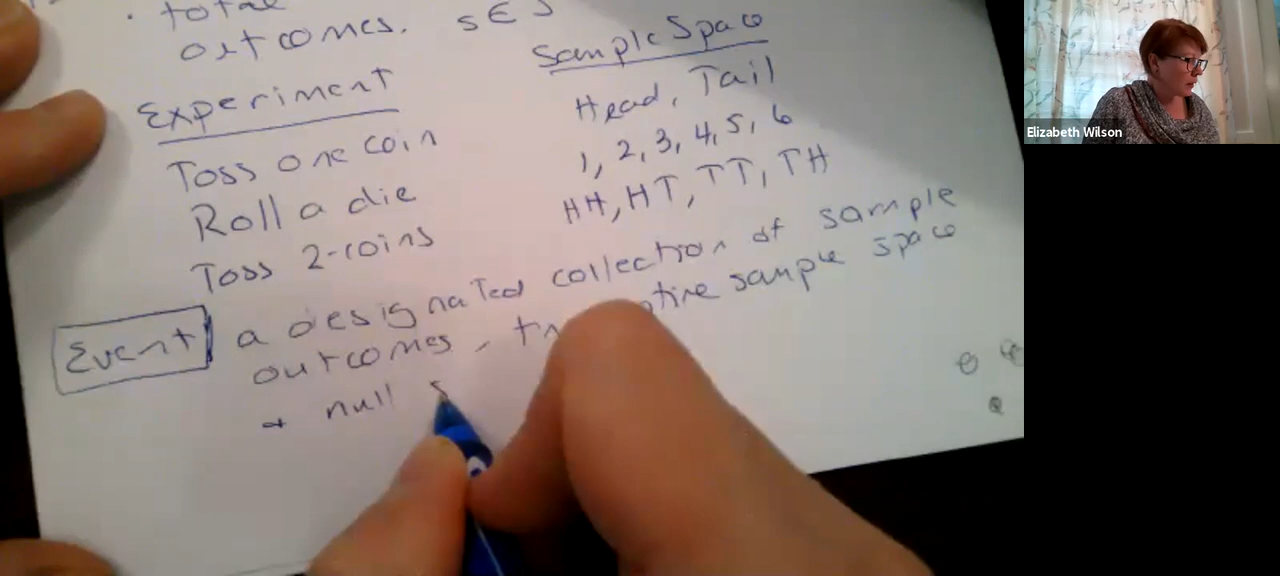 · total
outcomes. s ∈ S
Experiment
Sample Space
Toss one coin
Head, Tail
Roll a die
1, 2, 3, 4, 5, 6
Toss 2-coins
HH, HT, TT, TH
Event a designated collection of sample
outcomes, entire sample space
+ null s
Elizabeth Wilson